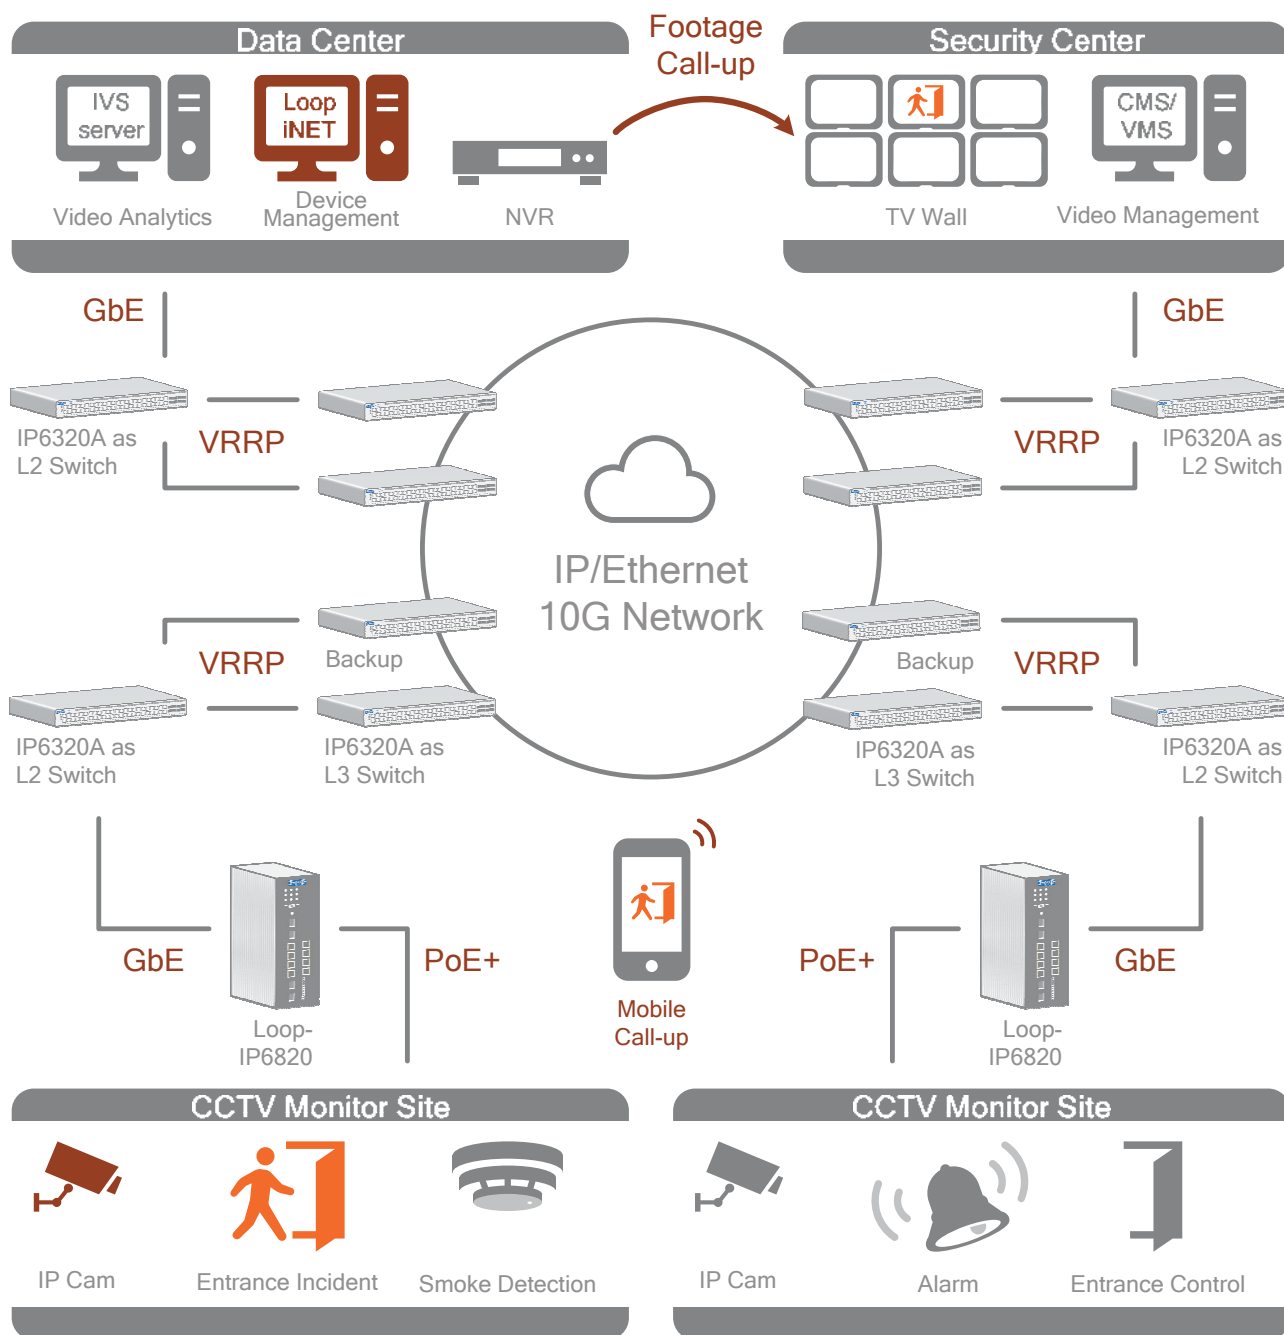 Footage
Call-up
Data Center
Security Center
IVS
server
Loop
iNET
CMS/
VMS
Video Analytics
Device
Management
NVR
TV Wall
Video Management
GbE
GbE
IP6320A as
L2 Switch
VRRP
VRRP
IP6320A as
L2 Switch
IP/Ethernet
10G Network
Backup
VRRP
Backup
VRRP
IP6320A as
L2 Switch
IP6320A as
L3 Switch
IP6320A as
L3 Switch
IP6320A as
L2 Switch
GbE
PoE+
PoE+
GbE
Loop-
IP6820
Mobile
Call-up
Loop-
IP6820
CCTV Monitor Site
CCTV Monitor Site
IP Cam
Entrance Incident
Smoke Detection
IP Cam
Alarm
Entrance Control